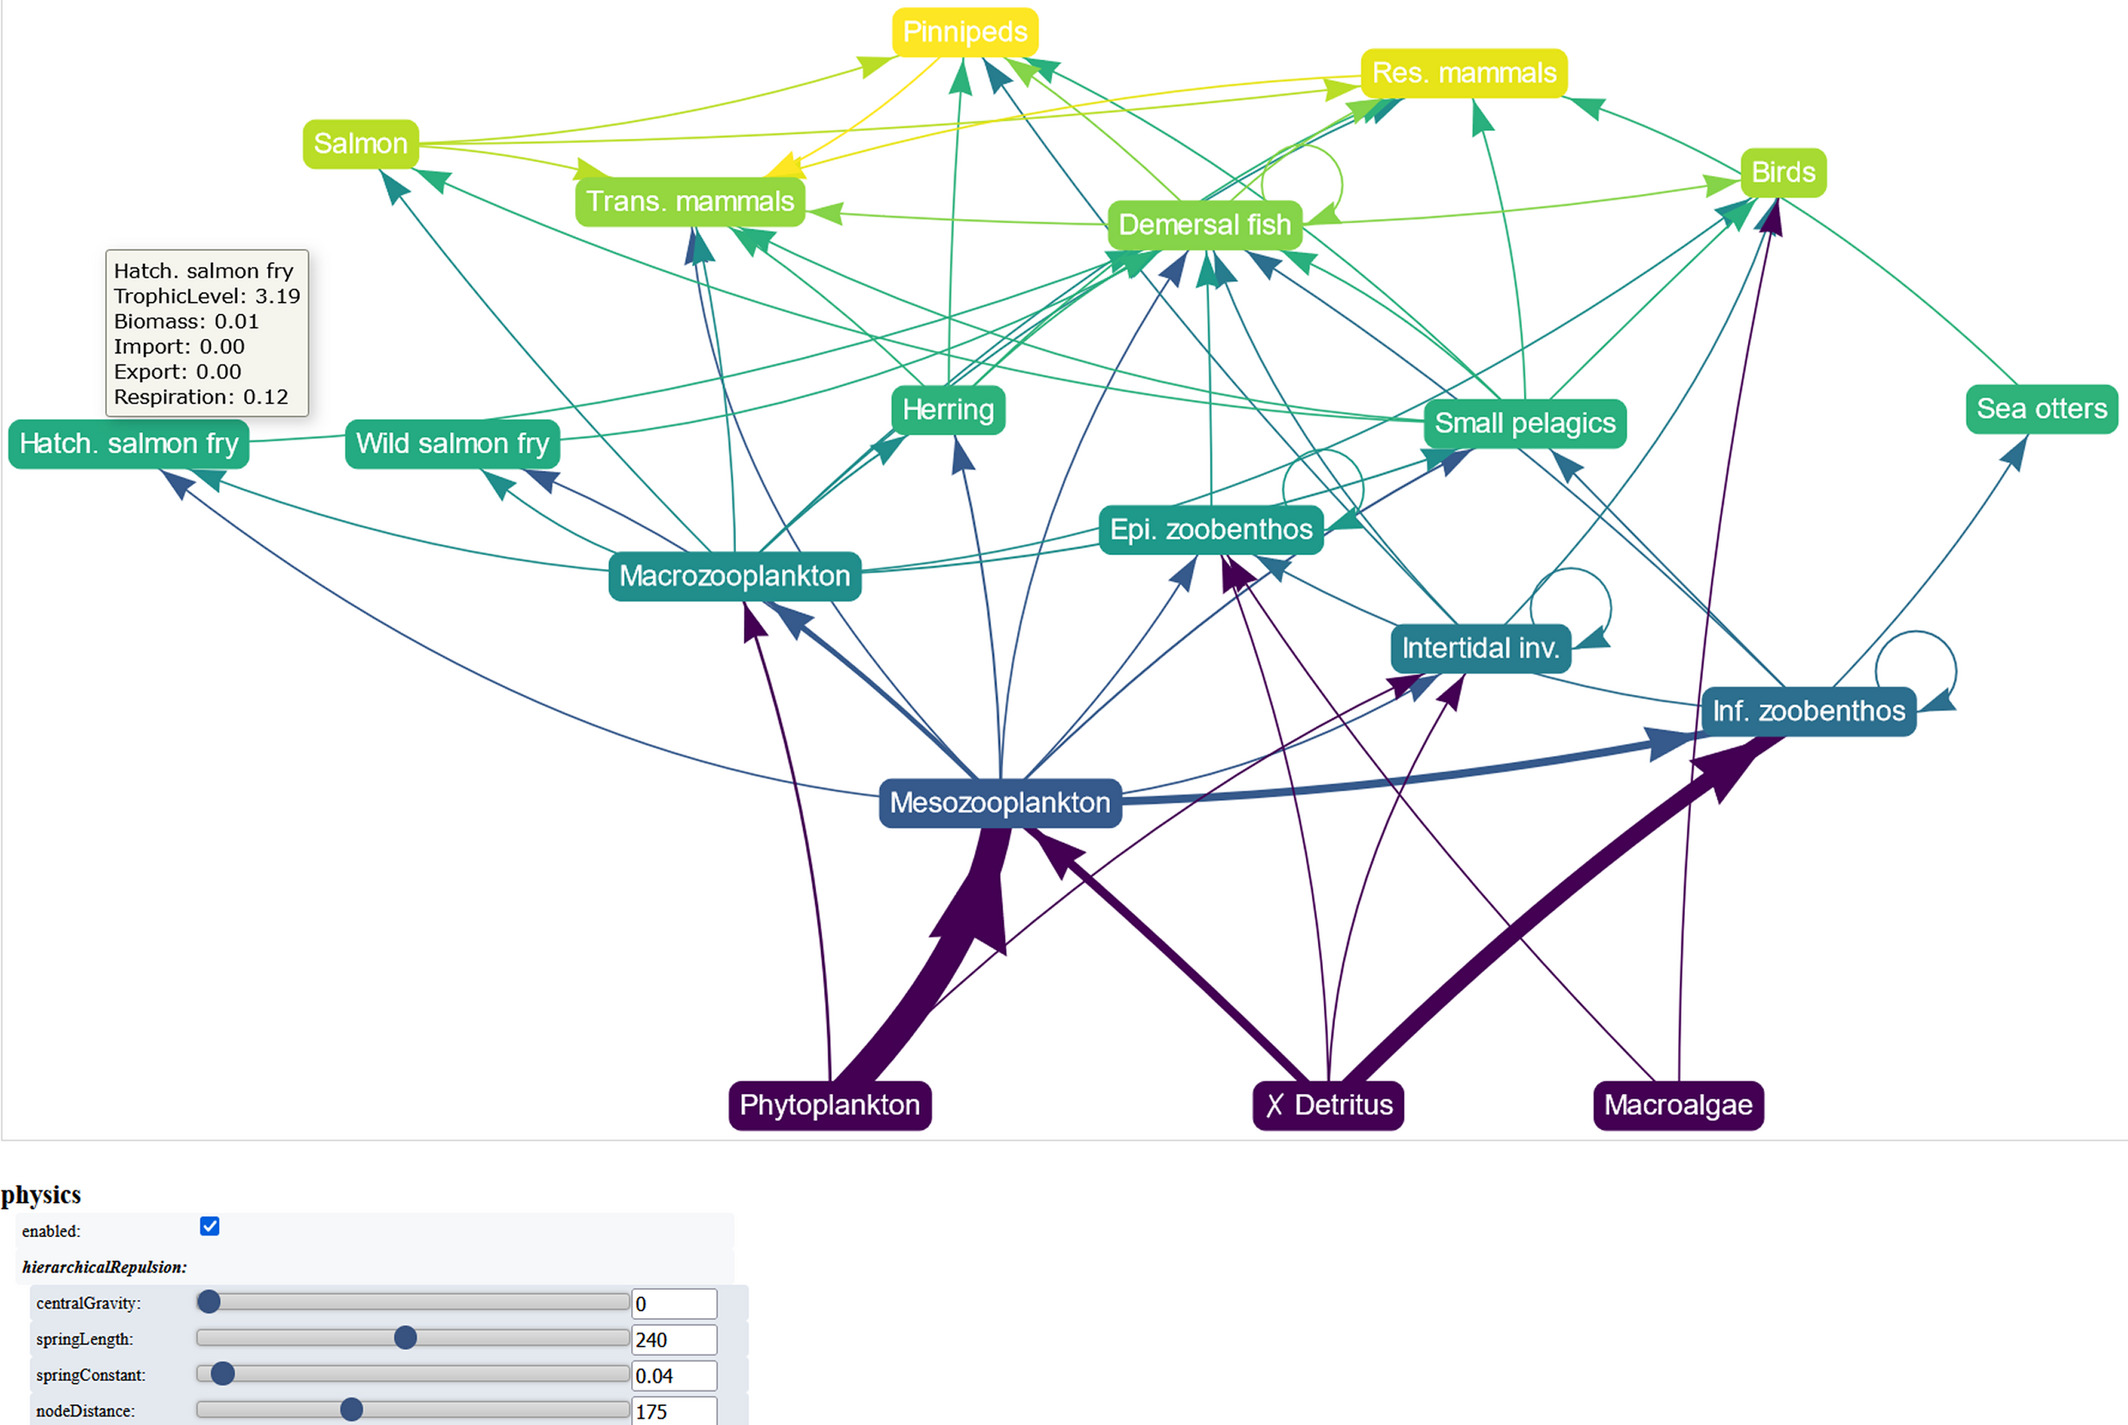 Pinnipeds
Res. mammals
Salmon
Birds
Trans. mammals
Demersal fish
Hatch. salmon fry
TrophicLevel: 3.19
Biomass: 0.01
Import: 0.00
Export: 0.00
Respiration: 0.12
Herring
Sea otters
Small pelagics
Hatch. salmon fry
Wild salmon fry
Epi. zoobenthos
Macrozooplankton
Intertidal inv.
Inf. zoobenthos
Mesozooplankton
Phytoplankton
X Detritus
Macroalgae
physics
enabled:
hierarchicalRepulsion:
centralGravity: 0
springLength: 240
springConstant: 0.04
nodeDistance: 175